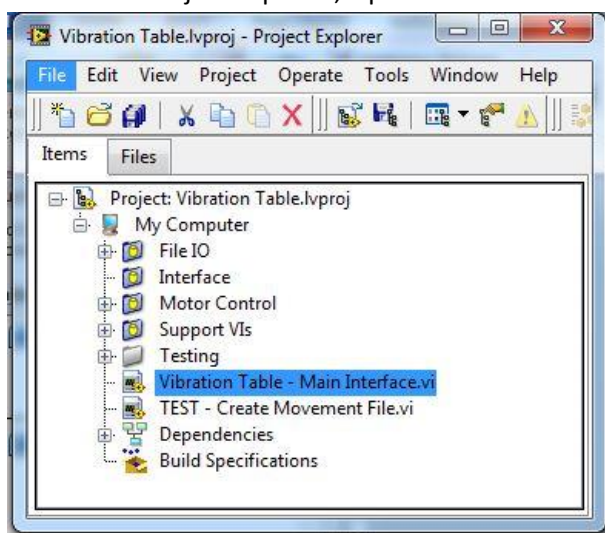 Vibration Table.lvproj - Project Explorer
File Edit View Project Operate Tools Window Help
Items Files
Project: Vibration Table.lvproj
My Computer
File IO
Interface
Motor Control
Support VIs
Testing
Vibration Table - Main Interface.vi
TEST - Create Movement File.vi
Dependencies
Build Specifications